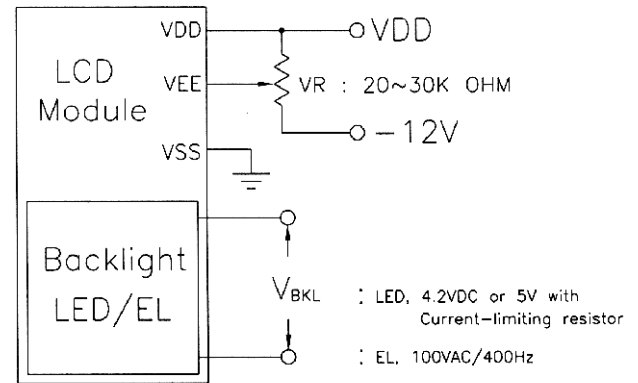 VDD
VDD
LCD
Module
VEE
VR : 20~30K OHM
-12V
VSS
Backlight
LED/EL
VBKL
: LED, 4.2VDC or 5V with
Current-limiting resistor
: EL, 100VAC/400Hz